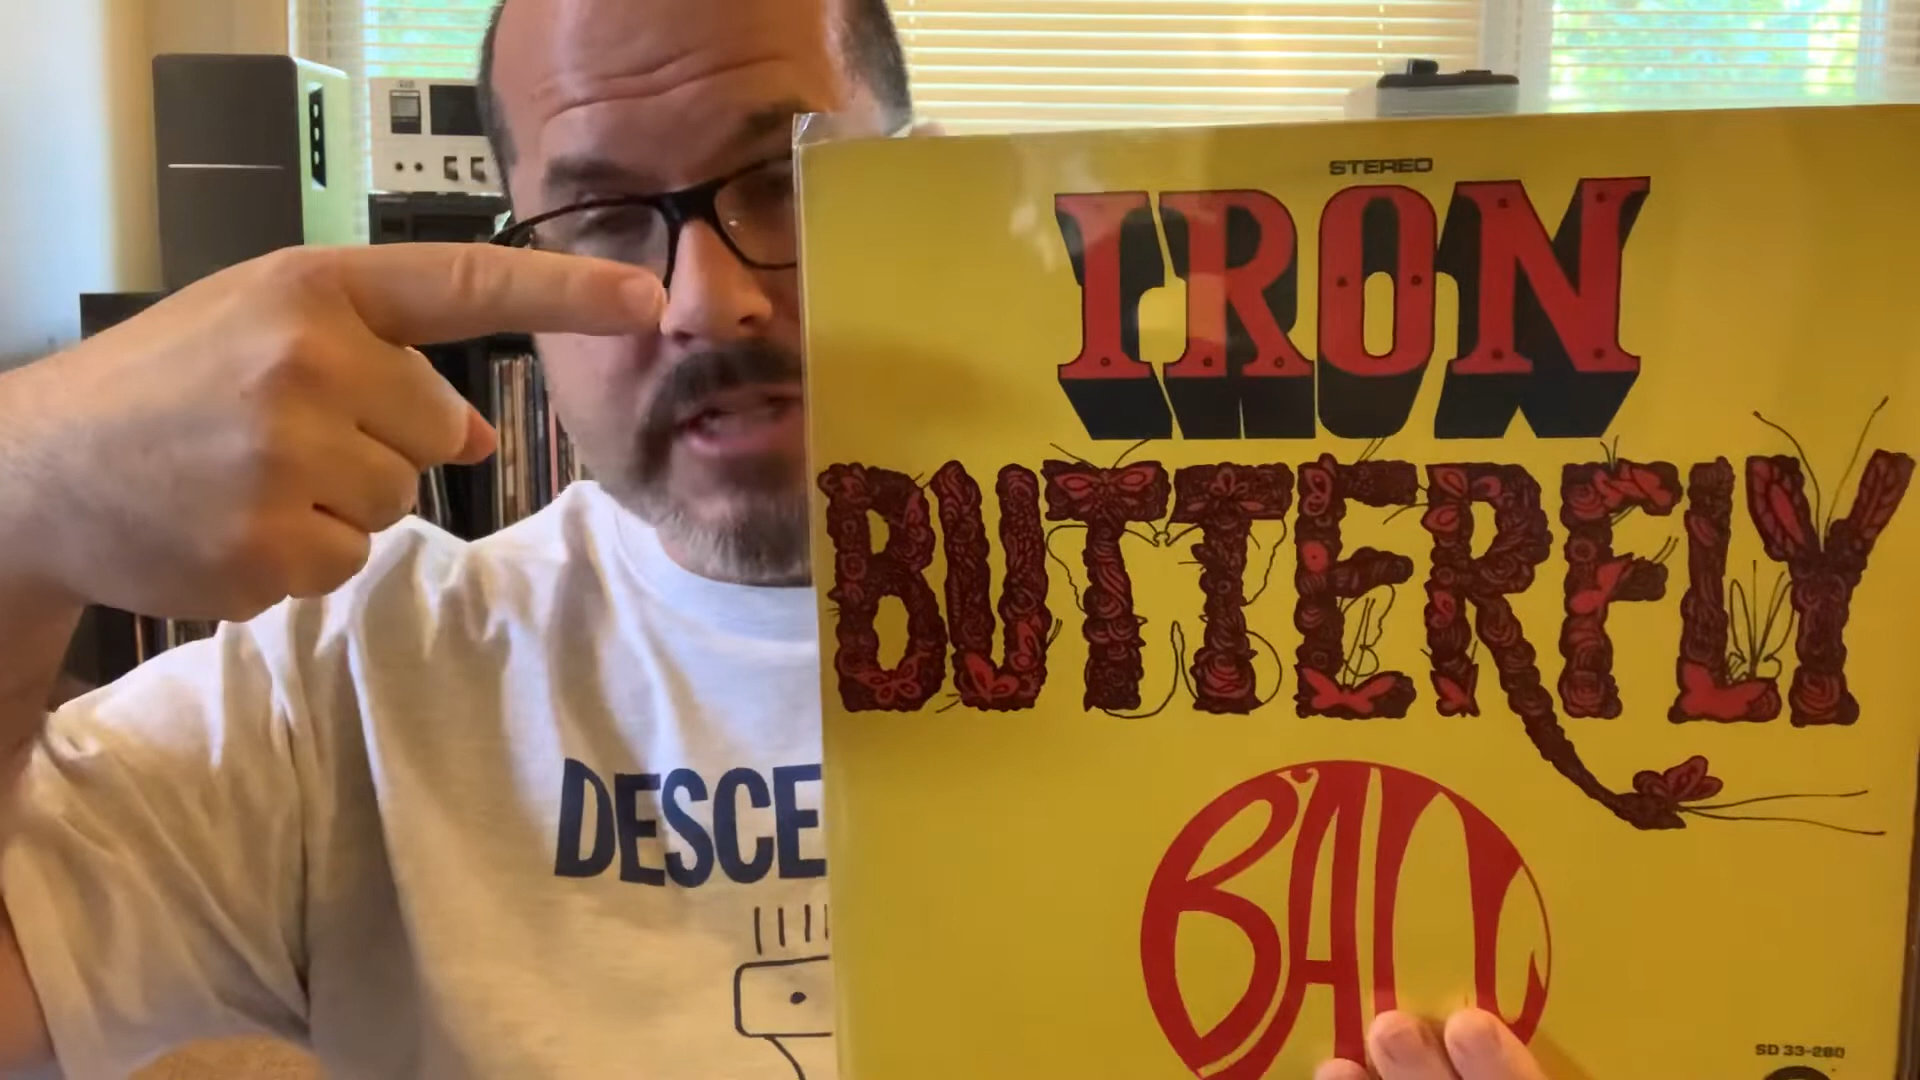 STEREO
IRON
BUTTERFLY
DESCE
BALL
SD 33-280